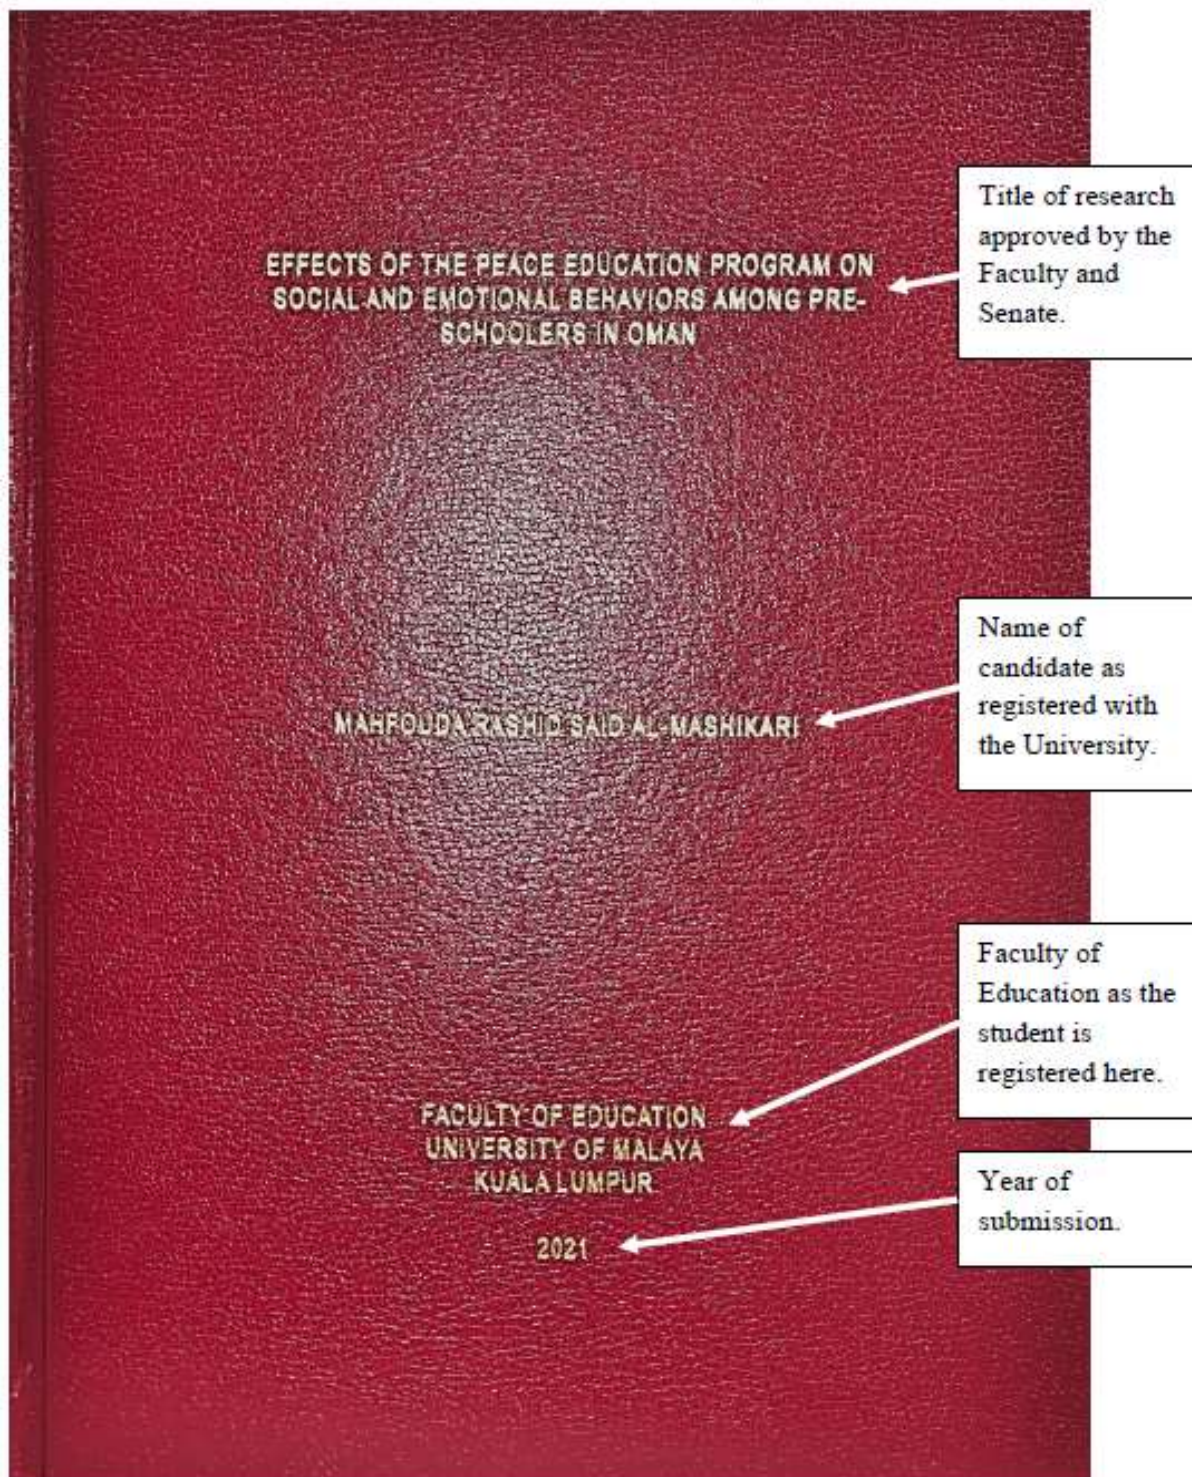 EFFECTS OF THE PEACE EDUCATION PROGRAM ON
SOCIAL AND EMOTIONAL BEHAVIORS AMONG PRE-
SCHOOLERS IN OMAN
Title of research
approved by the
Faculty and
Senate.
MAHFOUDA RASHID SAID AL-MASHIKARI
Name of
candidate as
registered with
the University.
FACULTY OF EDUCATION
UNIVERSITY OF MALAYA
KUALA LUMPUR
Faculty of
Education as the
student is
registered here.
2021
Year of
submission.